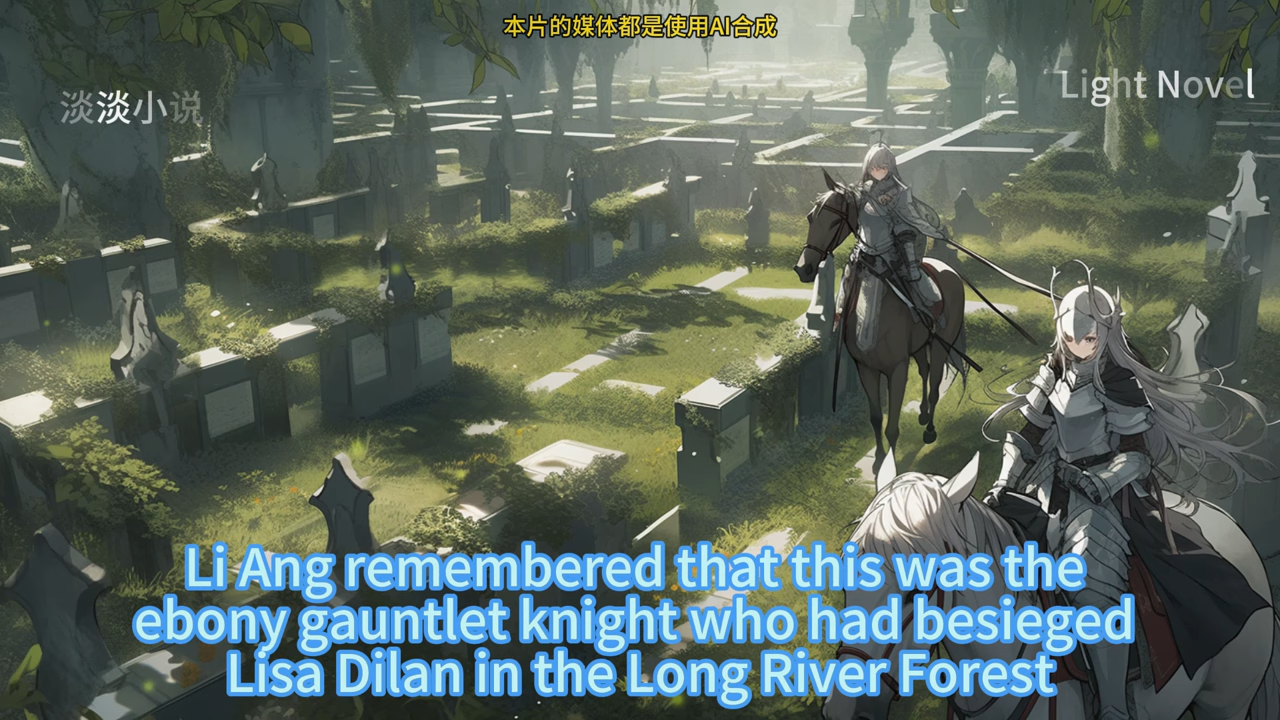 本片的媒体都是使用AI合成
淡淡小说
Light Novel
Li Ang remembered that this was the
ebony gauntlet knight who had besieged
Lisa Dilan in the Long River Forest